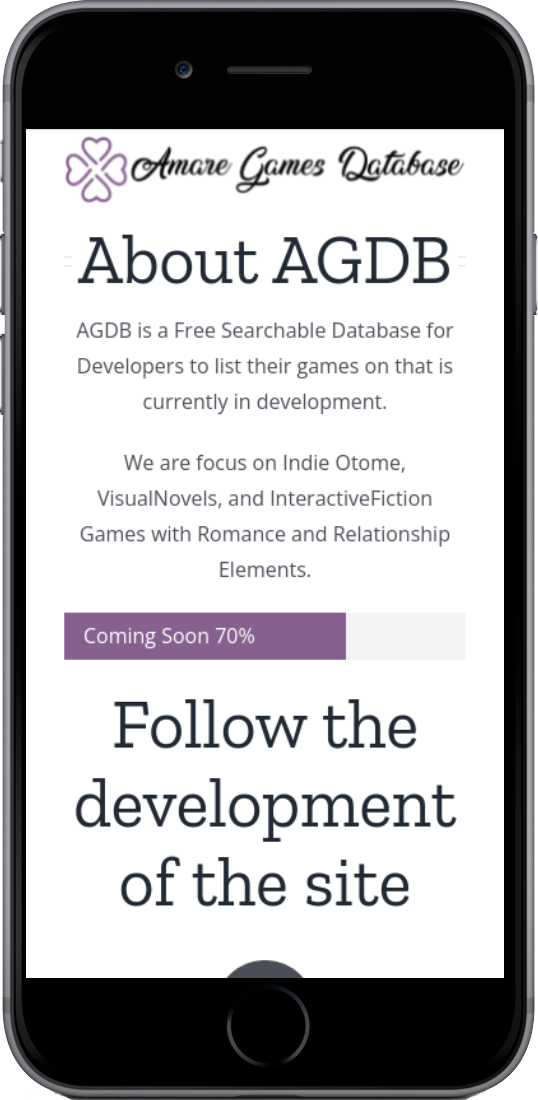 Amare Games Database
About AGDB
AGDB is a Free Searchable Database for
Developers to list their games on that is
currently in development.
We are focus on Indie Otome,
VisualNovels, and InteractiveFiction
Games with Romance and Relationship
Elements.
Coming Soon 70%
Follow the
development
of the site